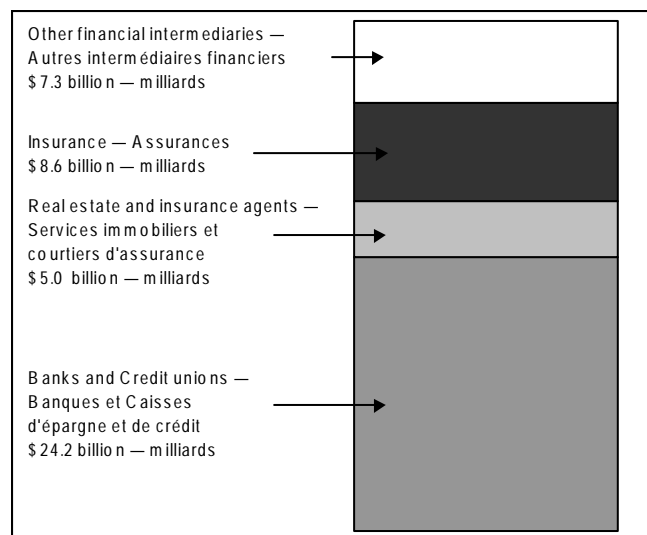 Other financial intermediaries —
Autres intermédiaires financiers
$7.3 billion — milliards
Insurance — Assurances
$8.6 billion — milliards
Real estate and insurance agents —
Services immobiliers et
courtiers d'assurance
$5.0 billion — milliards
Banks and Credit unions —
Banques et Caisses
d'épargne et de crédit
$24.2 billion — milliards